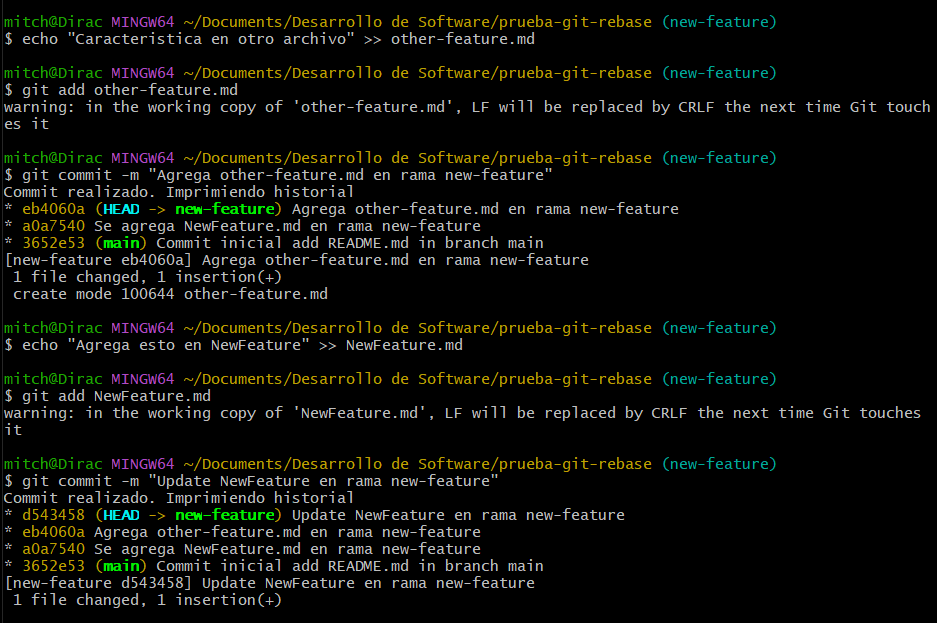 mitch@Dirac MINGW64 ~/Documents/Desarrollo de Software/prueba-git-rebase (new-feature)
$ echo "Caracteristica en otro archivo" >> other-feature.md
mitch@Dirac MINGW64 ~/Documents/Desarrollo de Software/prueba-git-rebase (new-feature)
$ git add other-feature.md
warning: in the working copy of 'other-feature.md', LF will be replaced by CRLF the next time Git touch
es it
mitch@Dirac MINGW64 ~/Documents/Desarrollo de Software/prueba-git-rebase (new-feature)
$ git commit -m "Agrega other-feature.md en rama new-feature"
Commit realizado. Imprimiendo historial
* eb4060a (HEAD -> new-feature) Agrega other-feature.md en rama new-feature
* a0a7540 Se agrega NewFeature.md en rama new-feature
* 3652e53 (main) Commit inicial add README.md in branch main
[new-feature eb4060a] Agrega other-feature.md en rama new-feature
 1 file changed, 1 insertion(+)
 create mode 100644 other-feature.md
mitch@Dirac MINGW64 ~/Documents/Desarrollo de Software/prueba-git-rebase (new-feature)
$ echo "Agrega esto en NewFeature" >> NewFeature.md
mitch@Dirac MINGW64 ~/Documents/Desarrollo de Software/prueba-git-rebase (new-feature)
$ git add NewFeature.md
warning: in the working copy of 'NewFeature.md', LF will be replaced by CRLF the next time Git touches
it
mitch@Dirac MINGW64 ~/Documents/Desarrollo de Software/prueba-git-rebase (new-feature)
$ git commit -m "Update NewFeature en rama new-feature"
Commit realizado. Imprimiendo historial
* d543458 (HEAD -> new-feature) Update NewFeature en rama new-feature
* eb4060a Agrega other-feature.md en rama new-feature
* a0a7540 Se agrega NewFeature.md en rama new-feature
* 3652e53 (main) Commit inicial add README.md in branch main
[new-feature d543458] Update NewFeature en rama new-feature
 1 file changed, 1 insertion(+)